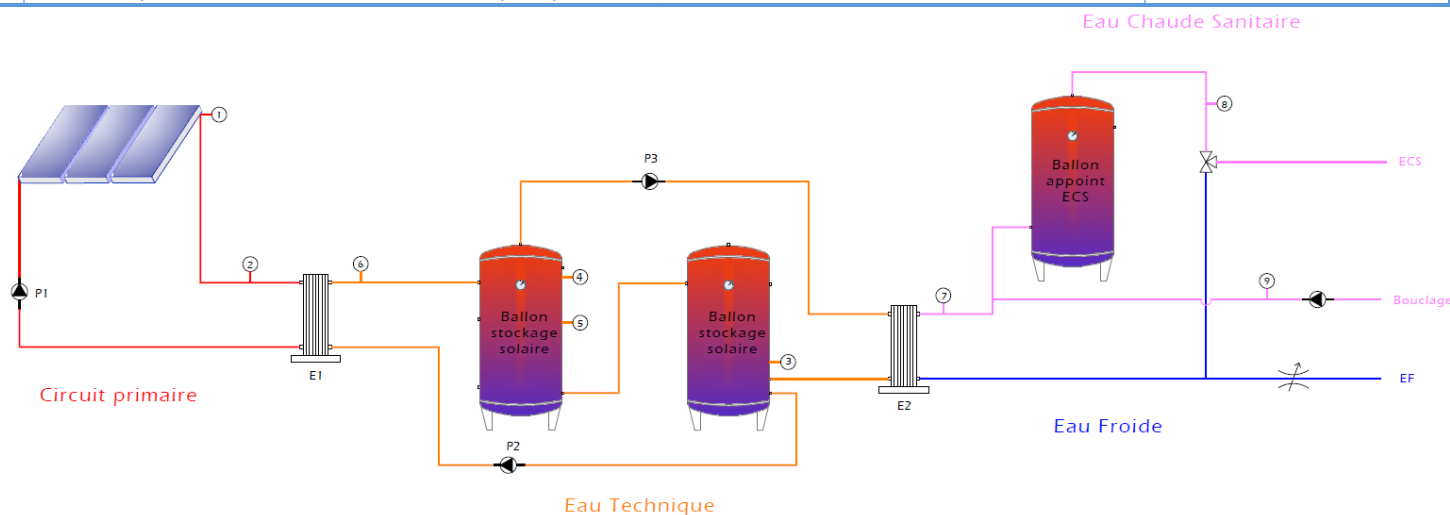 Eau Chaude Sanitaire
1
8
P3
Ballon
appoint
ECS
ECS
2
6
4
9
7
P1
5
Ballon
stockage
solaire
Ballon
stockage
solaire
Bouclage
3
E1
E2
EF
Circuit primaire
Eau Froide
P2
Eau Technique